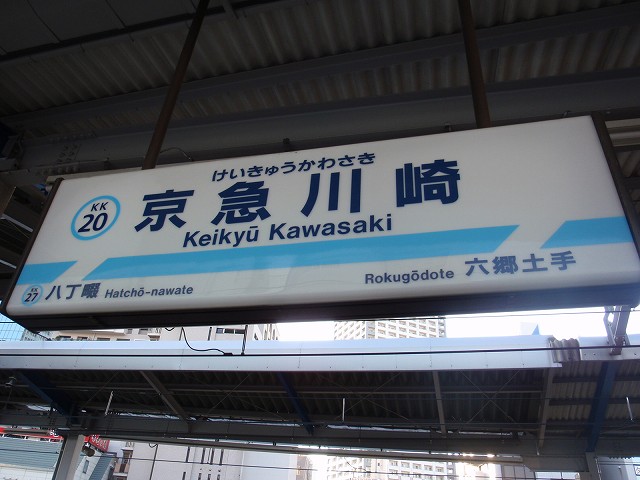 けいきゅうかわさき
KK
20
京急川崎
Keikyū Kawasaki
KK
27
八丁畷 Hatchō-nawate
Rokugōdote 六郷土手